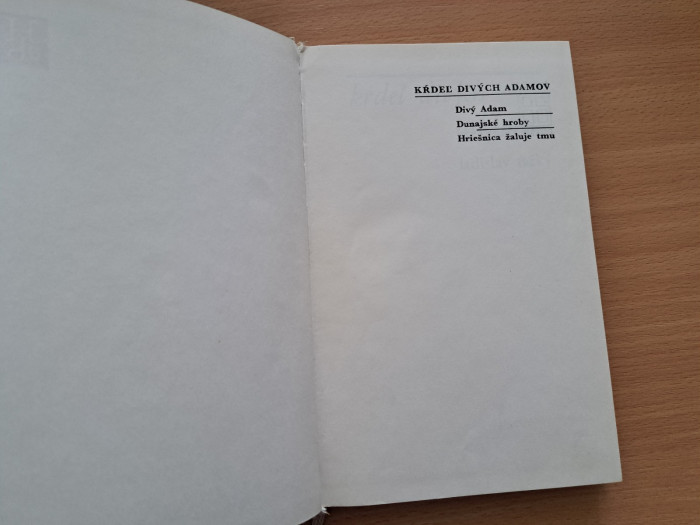 KŔDEĽ DIVÝCH ADAMOV
Divý Adam
Dunajské hroby
Hriešnica žaluje tmu